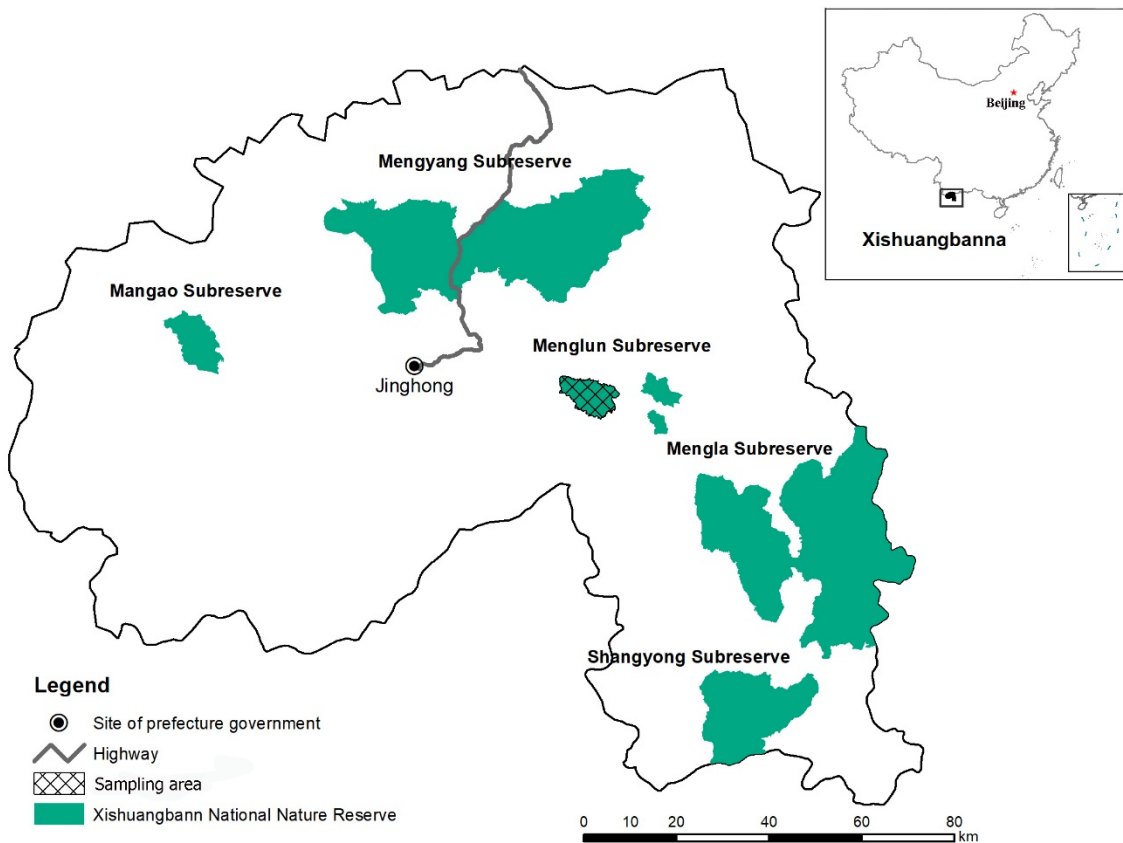 Beijing
Xishuangbanna
Mengyang Subreserve
Mangao Subreserve
Menglun Subreserve
Jinghong
Mengla Subreserve
Shangyong Subreserve
Legend
Site of prefecture government
Highway
Sampling area
Xishuangbann National Nature Reserve
0 10 20 40 60 80
km